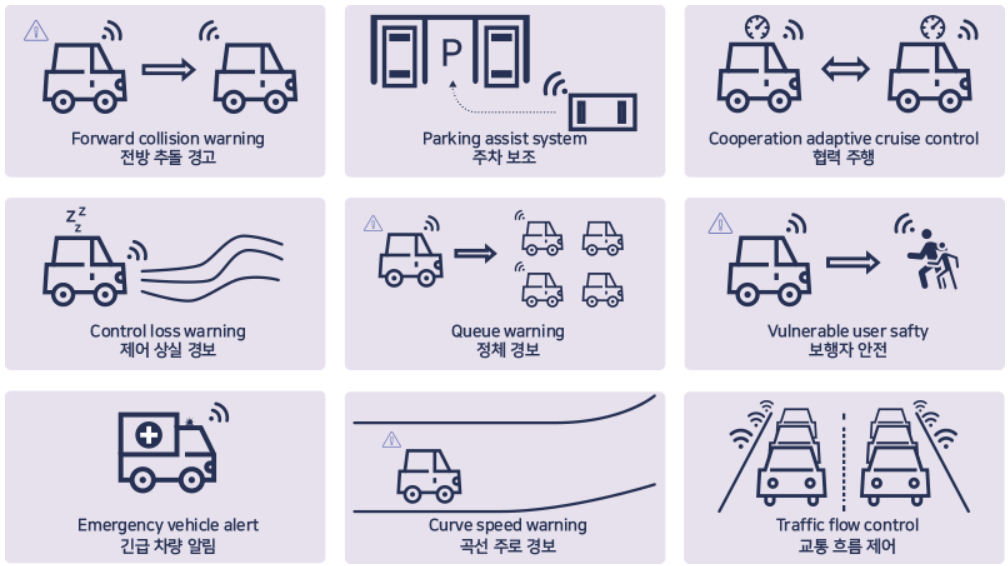 Forward collision warning
전방 추돌 경고
P
Parking assist system
주차 보조
Cooperation adaptive cruise control
협력 주행
z z
z
Control loss warning
제어 상실 경보
Queue warning
정체 경보
Vulnerable user safty
보행자 안전
Emergency vehicle alert
긴급 차량 알림
Curve speed warning
곡선 주로 경보
Traffic flow control
교통 흐름 제어